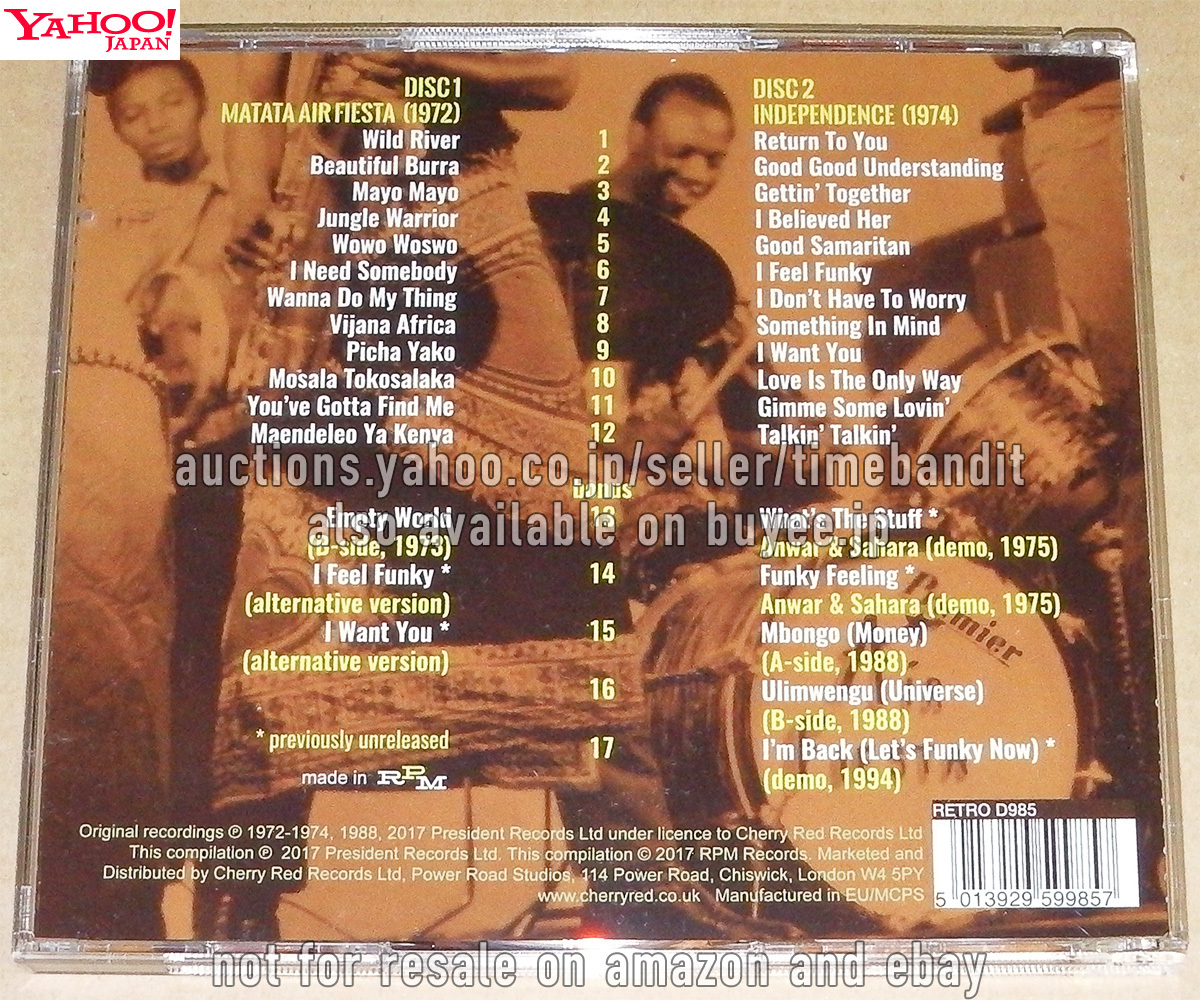 YAHOO!
JAPAN
DISC 1
MATATA AIR FIESTA (1972)
Wild River
Beautiful Burra
Mayo Mayo
Jungle Warrior
Wowo Woswo
I Need Somebody
Wanna Do My Thing
Vijana Africa
Picha Yako
Mosala Tokosalaka
You've Gotta Find Me
Maendeleo Ya Kenya
1
2
3
4
5
6
7
8
9
10
11
12
DISC 2
INDEPENDENCE (1974)
Return To You
Good Good Understanding
Gettin' Together
I Believed Her
Good Samaritan
I Feel Funky
I Don't Have To Worry
Something In Mind
I Want You
Love Is The Only Way
Gimme Some Lovin'
Talkin' Talkin'
auctions.yahoo.co.jp/seller/timebandit
bonus
also available on buyee.jp
Empty World
(B-side, 1973)
I Feel Funky *
(alternative version)
I Want You *
(alternative version)
* previously unreleased
made in RPM
13
14
15
16
17
What's The Stuff *
Anwar & Sahara (demo, 1975)
Funky Feeling *
Anwar & Sahara (demo, 1975)
Mbongo (Money)
(A-side, 1988)
Ulimwengu (Universe)
(B-side, 1988)
I'm Back (Let's Funky Now) *
(demo, 1994)
Premier
Original recordings ℗ 1972-1974, 1988, 2017 President Records Ltd under licence to Cherry Red Records Ltd
This compilation ℗ 2017 President Records Ltd. This compilation © 2017 RPM Records. Marketed and
Distributed by Cherry Red Records Ltd, Power Road Studios, 114 Power Road, Chiswick, London W4 5PY
www.cherryred.co.uk Manufactured in EU/MCPS
RETRO D985
5 013929 599857
not for resale on amazon and ebay